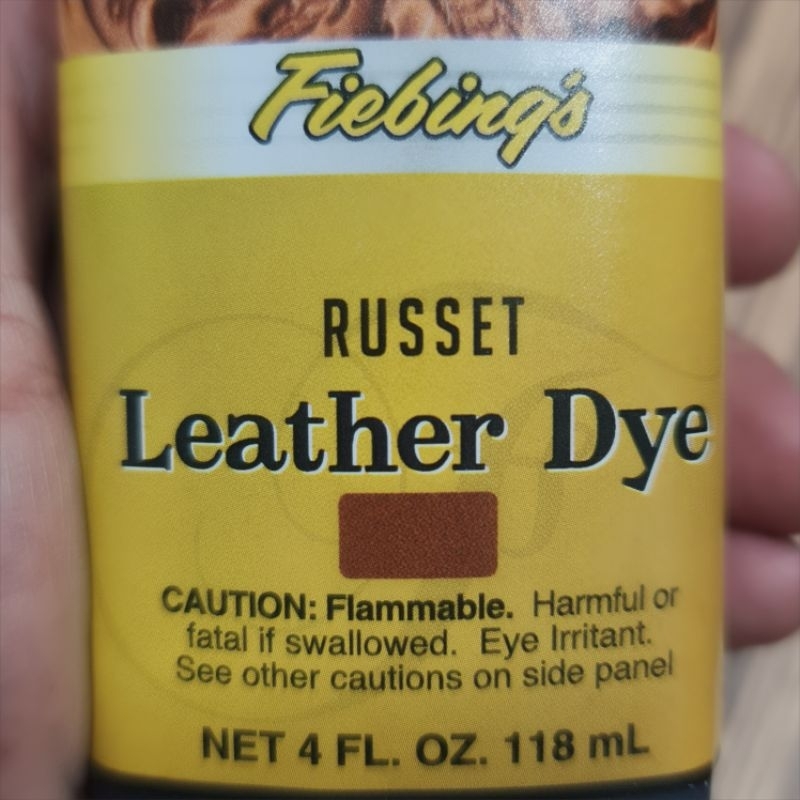 Fiebing's
RUSSET
Leather Dye
CAUTION: Flammable. Harmful or
fatal if swallowed. Eye Irritant.
See other cautions on side panel
NET 4 FL. OZ. 118 mL